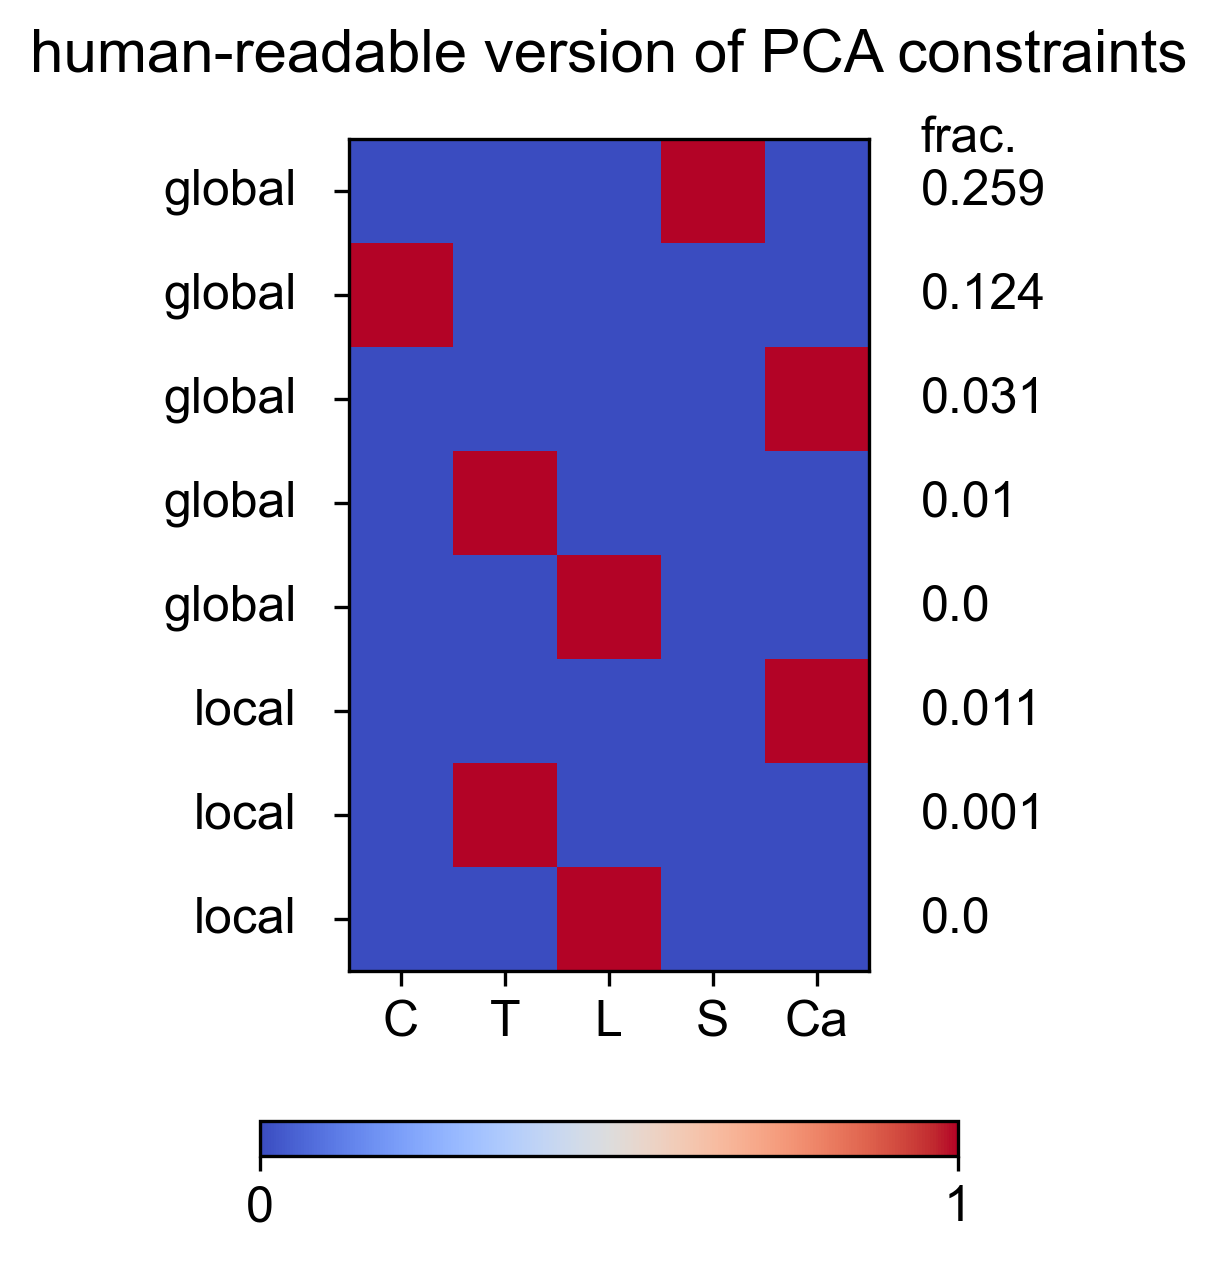 human-readable version of PCA constraints
frac.
global 0.259
global 0.124
global 0.031
global 0.01
global 0.0
local 0.011
local 0.001
local 0.0
C T L S Ca
0 1